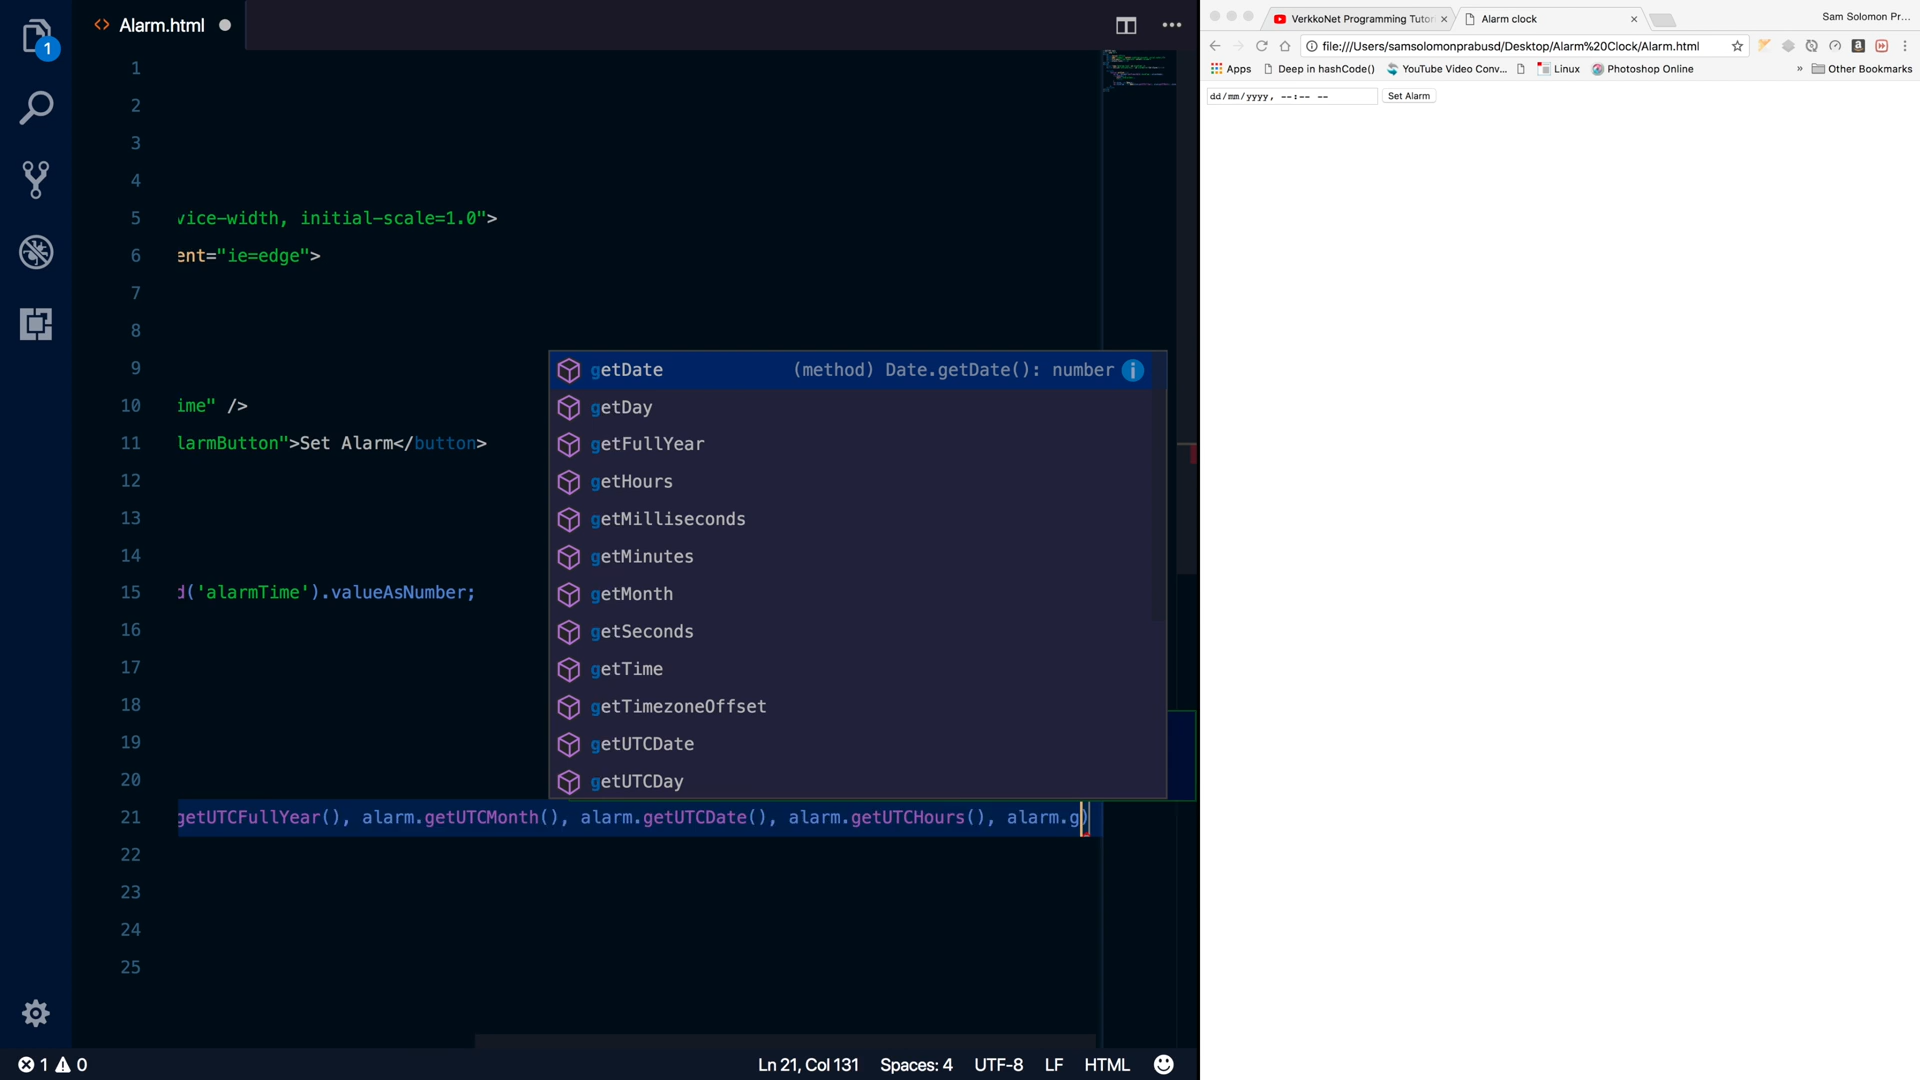 1
Alarm.html
1
2
3
4
5 vice-width, initial-scale=1.0">
6 ent="ie=edge">
7
8
9
10 ime" />
11 larmButton">Set Alarm</button>
12
13
14
15 d('alarmTime').valueAsNumber;
16
17
18
19
20
21 getUTCFullYear(), alarm.getUTCMonth(), alarm.getUTCDate(), alarm.getUTCHours(), alarm.g)
22
23
24
25
getDate (method) Date.getDate(): number
getDay
getFullYear
getHours
getMilliseconds
getMinutes
getMonth
getSeconds
getTime
getTimezoneOffset
getUTCDate
getUTCDay
1 0 Ln 21, Col 131 Spaces: 4 UTF-8 LF HTML
VerkkoNet Programming Tutor Alarm clock Sam Solomon Pr...
file:///Users/samsolomonprabusd/Desktop/Alarm%20Clock/Alarm.html
Apps Deep in hashCode() YouTube Video Conv... Linux Photoshop Online » Other Bookmarks
dd/mm/yyyy, --:-- -- Set Alarm